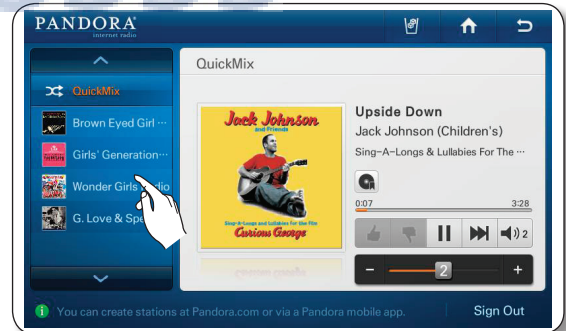 PANDORA®
internet radio
QuickMix
Brown Eyed Girl ···
Girls' Generation···
Wonder Girls Radio
G. Love & Spe
QuickMix
Jack Johnson
and Friends
Sing-A-Longs and Lullabies for the Film
Curious George
Upside Down
Jack Johnson (Children's)
Sing-A-Longs & Lullabies For The ···
0:07
3:28
2
- 2 +
i You can create stations at Pandora.com or via a Pandora mobile app.
Sign Out